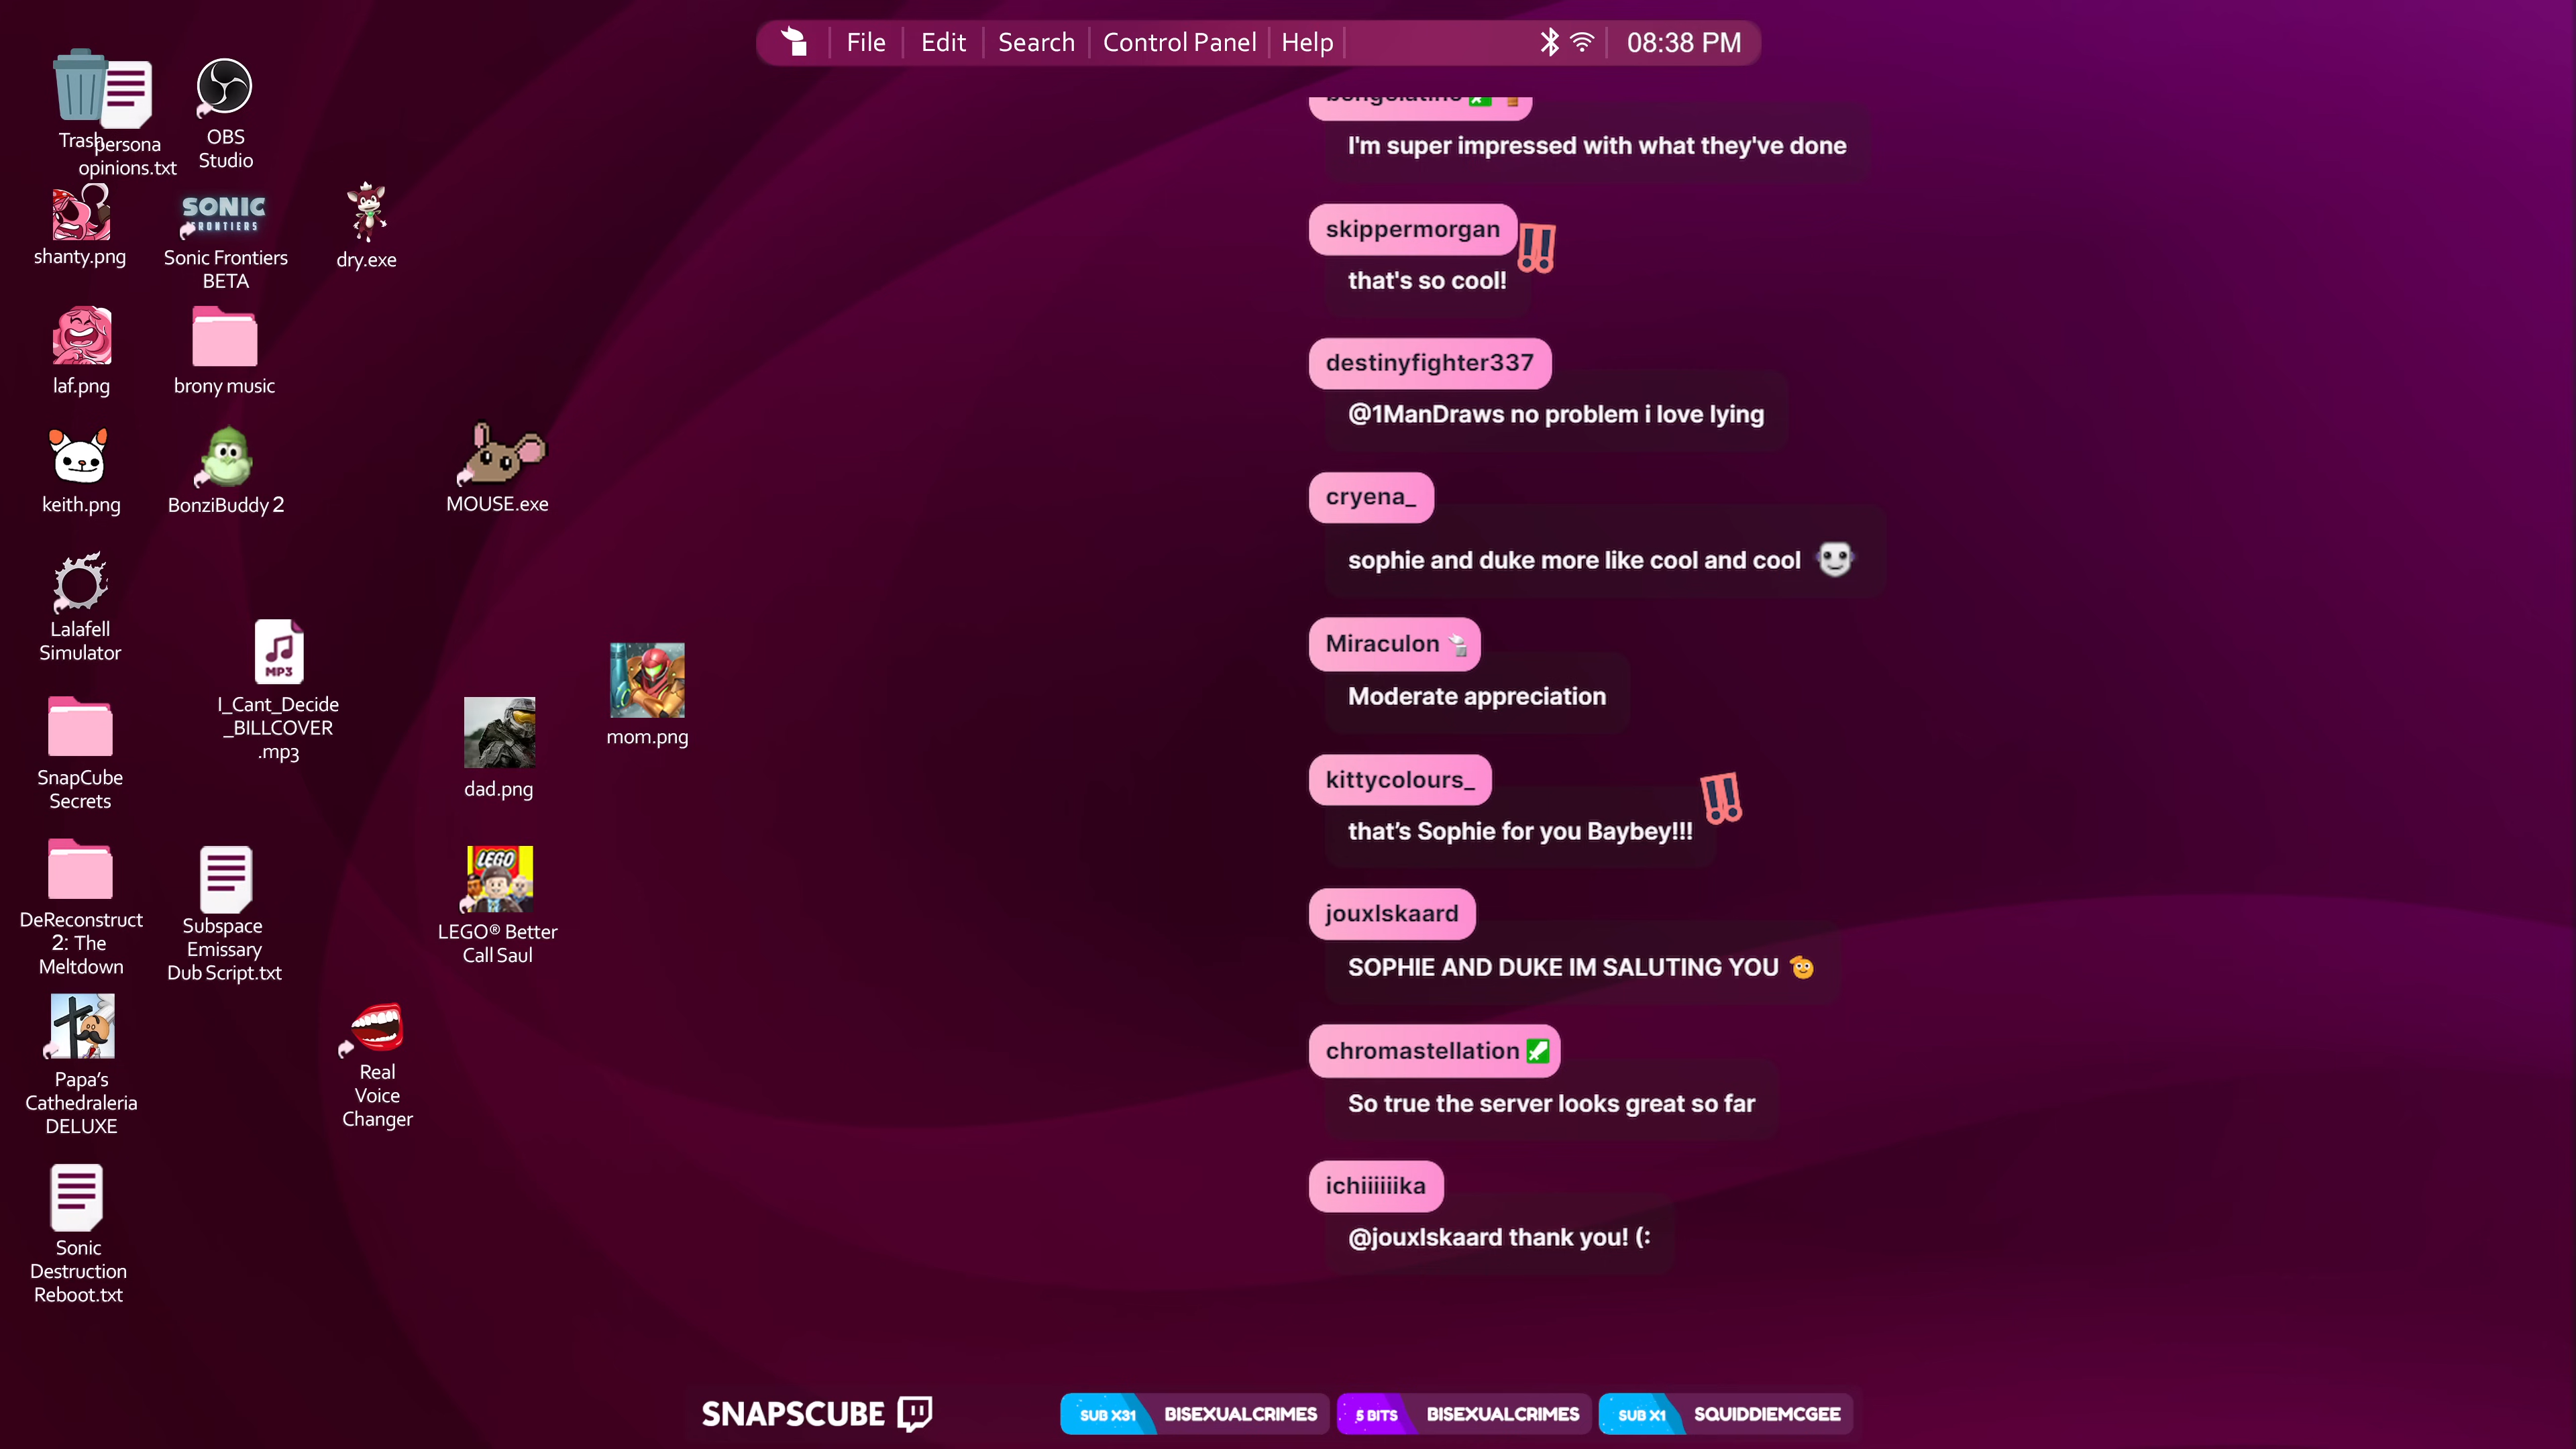 File Edit Search Control Panel Help 08:38 PM
Trash
persona
opinions.txt
OBS
Studio
shanty.png
SONIC
FRONTIERS
Sonic Frontiers
BETA
dry.exe
laf.png
brony music
keith.png
BonziBuddy 2
MOUSE.exe
Lalafell
Simulator
MP3
I_Cant_Decide
_BILLCOVER
.mp3
mom.png
dad.png
SnapCube
Secrets
DeReconstruct
2: The
Meltdown
Subspace
Emissary
Dub Script.txt
LEGO
LEGO® Better
Call Saul
Papa's
Cathedraleria
DELUXE
Real
Voice
Changer
Sonic
Destruction
Reboot.txt
I'm super impressed with what they've done
skippermorgan
that's so cool!
destinyfighter337
@1ManDraws no problem i love lying
cryena_
sophie and duke more like cool and cool
Miraculon
Moderate appreciation
kittycolours_
that’s Sophie for you Baybey!!!
jouxlskaard
SOPHIE AND DUKE IM SALUTING YOU
chromastellation
So true the server looks great so far
ichiiiiiika
@jouxlskaard thank you! (:
SNAPSCUBE
SUB X31 BISEXUALCRIMES 5 BITS BISEXUALCRIMES SUB X1 SQUIDDIEMCGEE